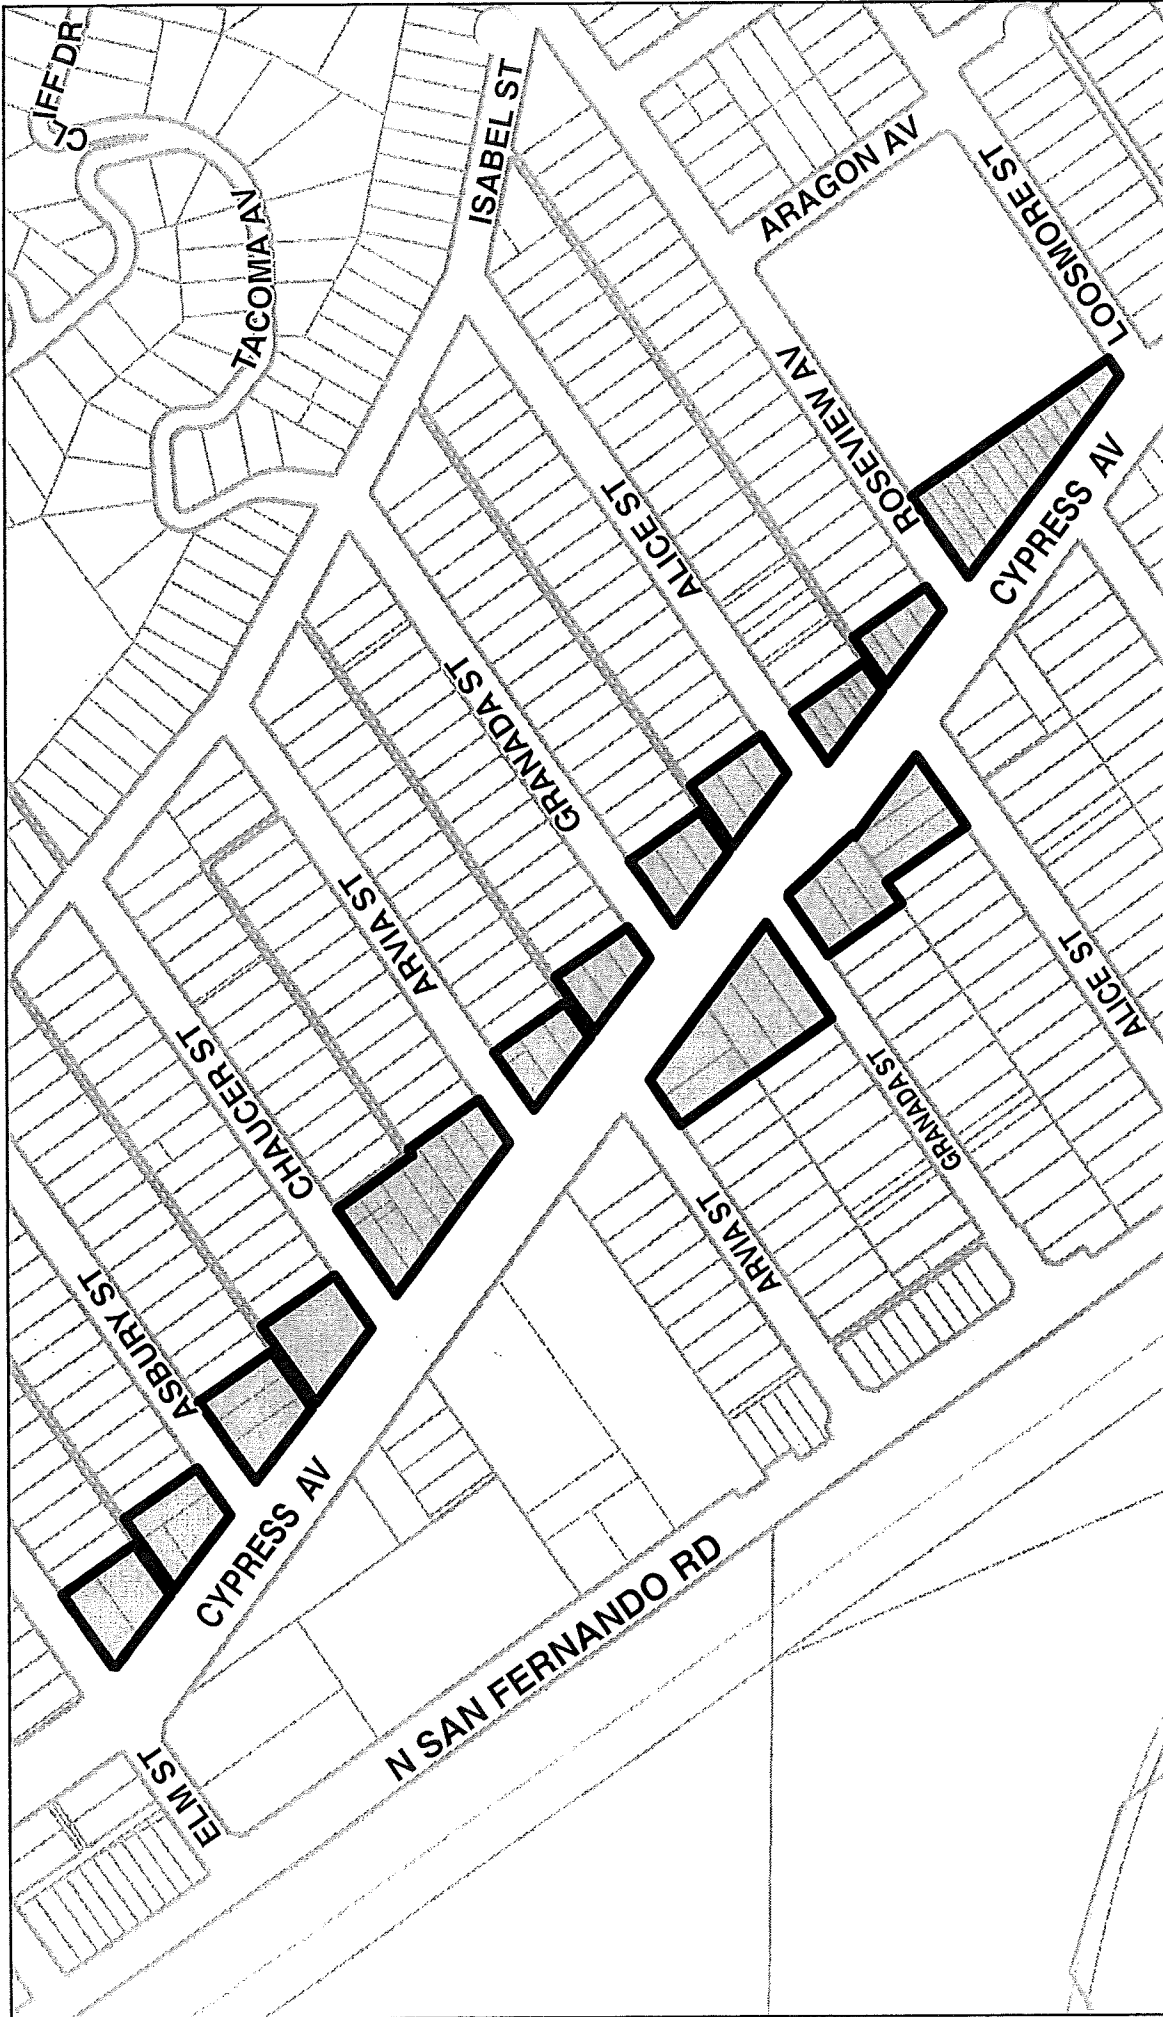 CLIFF DR
TACOMA AV
ISABEL ST
ARAGON AV
LOOSMORE ST
ROSEVIEW AV
ALICE ST
CYPRESS AV
GRANADA ST
ARVIA ST
CHAUCER ST
ALICE ST
GRANADA ST
ARVIA ST
ASBURY ST
CYPRESS AV
N SAN FERNANDO RD
ELM ST